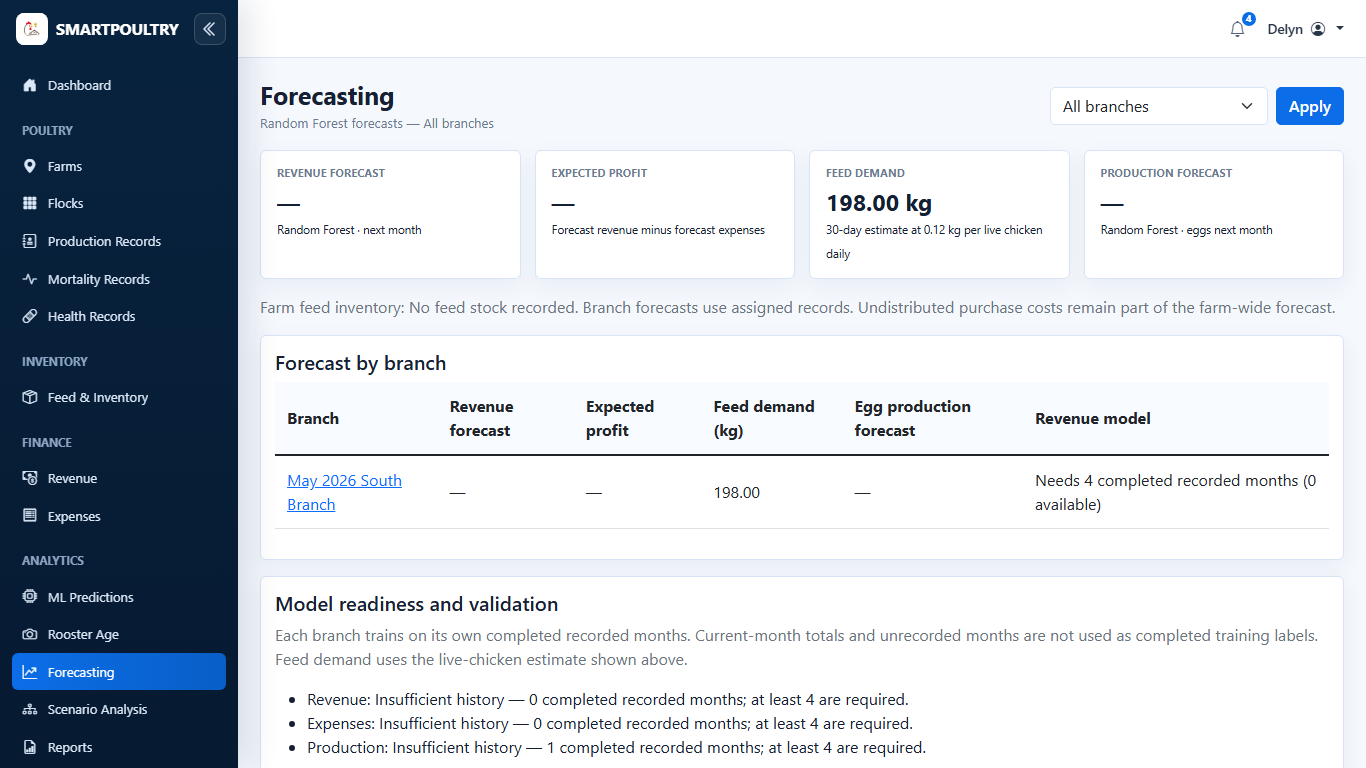 SMARTPOULTRY
Dashboard
POULTRY
Farms
Flocks
Production Records
Mortality Records
Health Records
INVENTORY
Feed & Inventory
FINANCE
Revenue
Expenses
ANALYTICS
ML Predictions
Rooster Age
Forecasting
Scenario Analysis
Reports
4
Delyn
Forecasting
Random Forest forecasts — All branches
All branches
Apply
REVENUE FORECAST
—
Random Forest · next month
EXPECTED PROFIT
—
Forecast revenue minus forecast expenses
FEED DEMAND
198.00 kg
30-day estimate at 0.12 kg per live chicken
daily
PRODUCTION FORECAST
—
Random Forest · eggs next month
Farm feed inventory: No feed stock recorded. Branch forecasts use assigned records. Undistributed purchase costs remain part of the farm-wide forecast.
Forecast by branch
Branch
Revenue
forecast
Expected
profit
Feed demand
(kg)
Egg production
forecast
Revenue model
May 2026 South
Branch
—
—
198.00
—
Needs 4 completed recorded months (0
available)
Model readiness and validation
Each branch trains on its own completed recorded months. Current-month totals and unrecorded months are not used as completed training labels.
Feed demand uses the live-chicken estimate shown above.
• Revenue: Insufficient history — 0 completed recorded months; at least 4 are required.
• Expenses: Insufficient history — 0 completed recorded months; at least 4 are required.
• Production: Insufficient history — 1 completed recorded months; at least 4 are required.